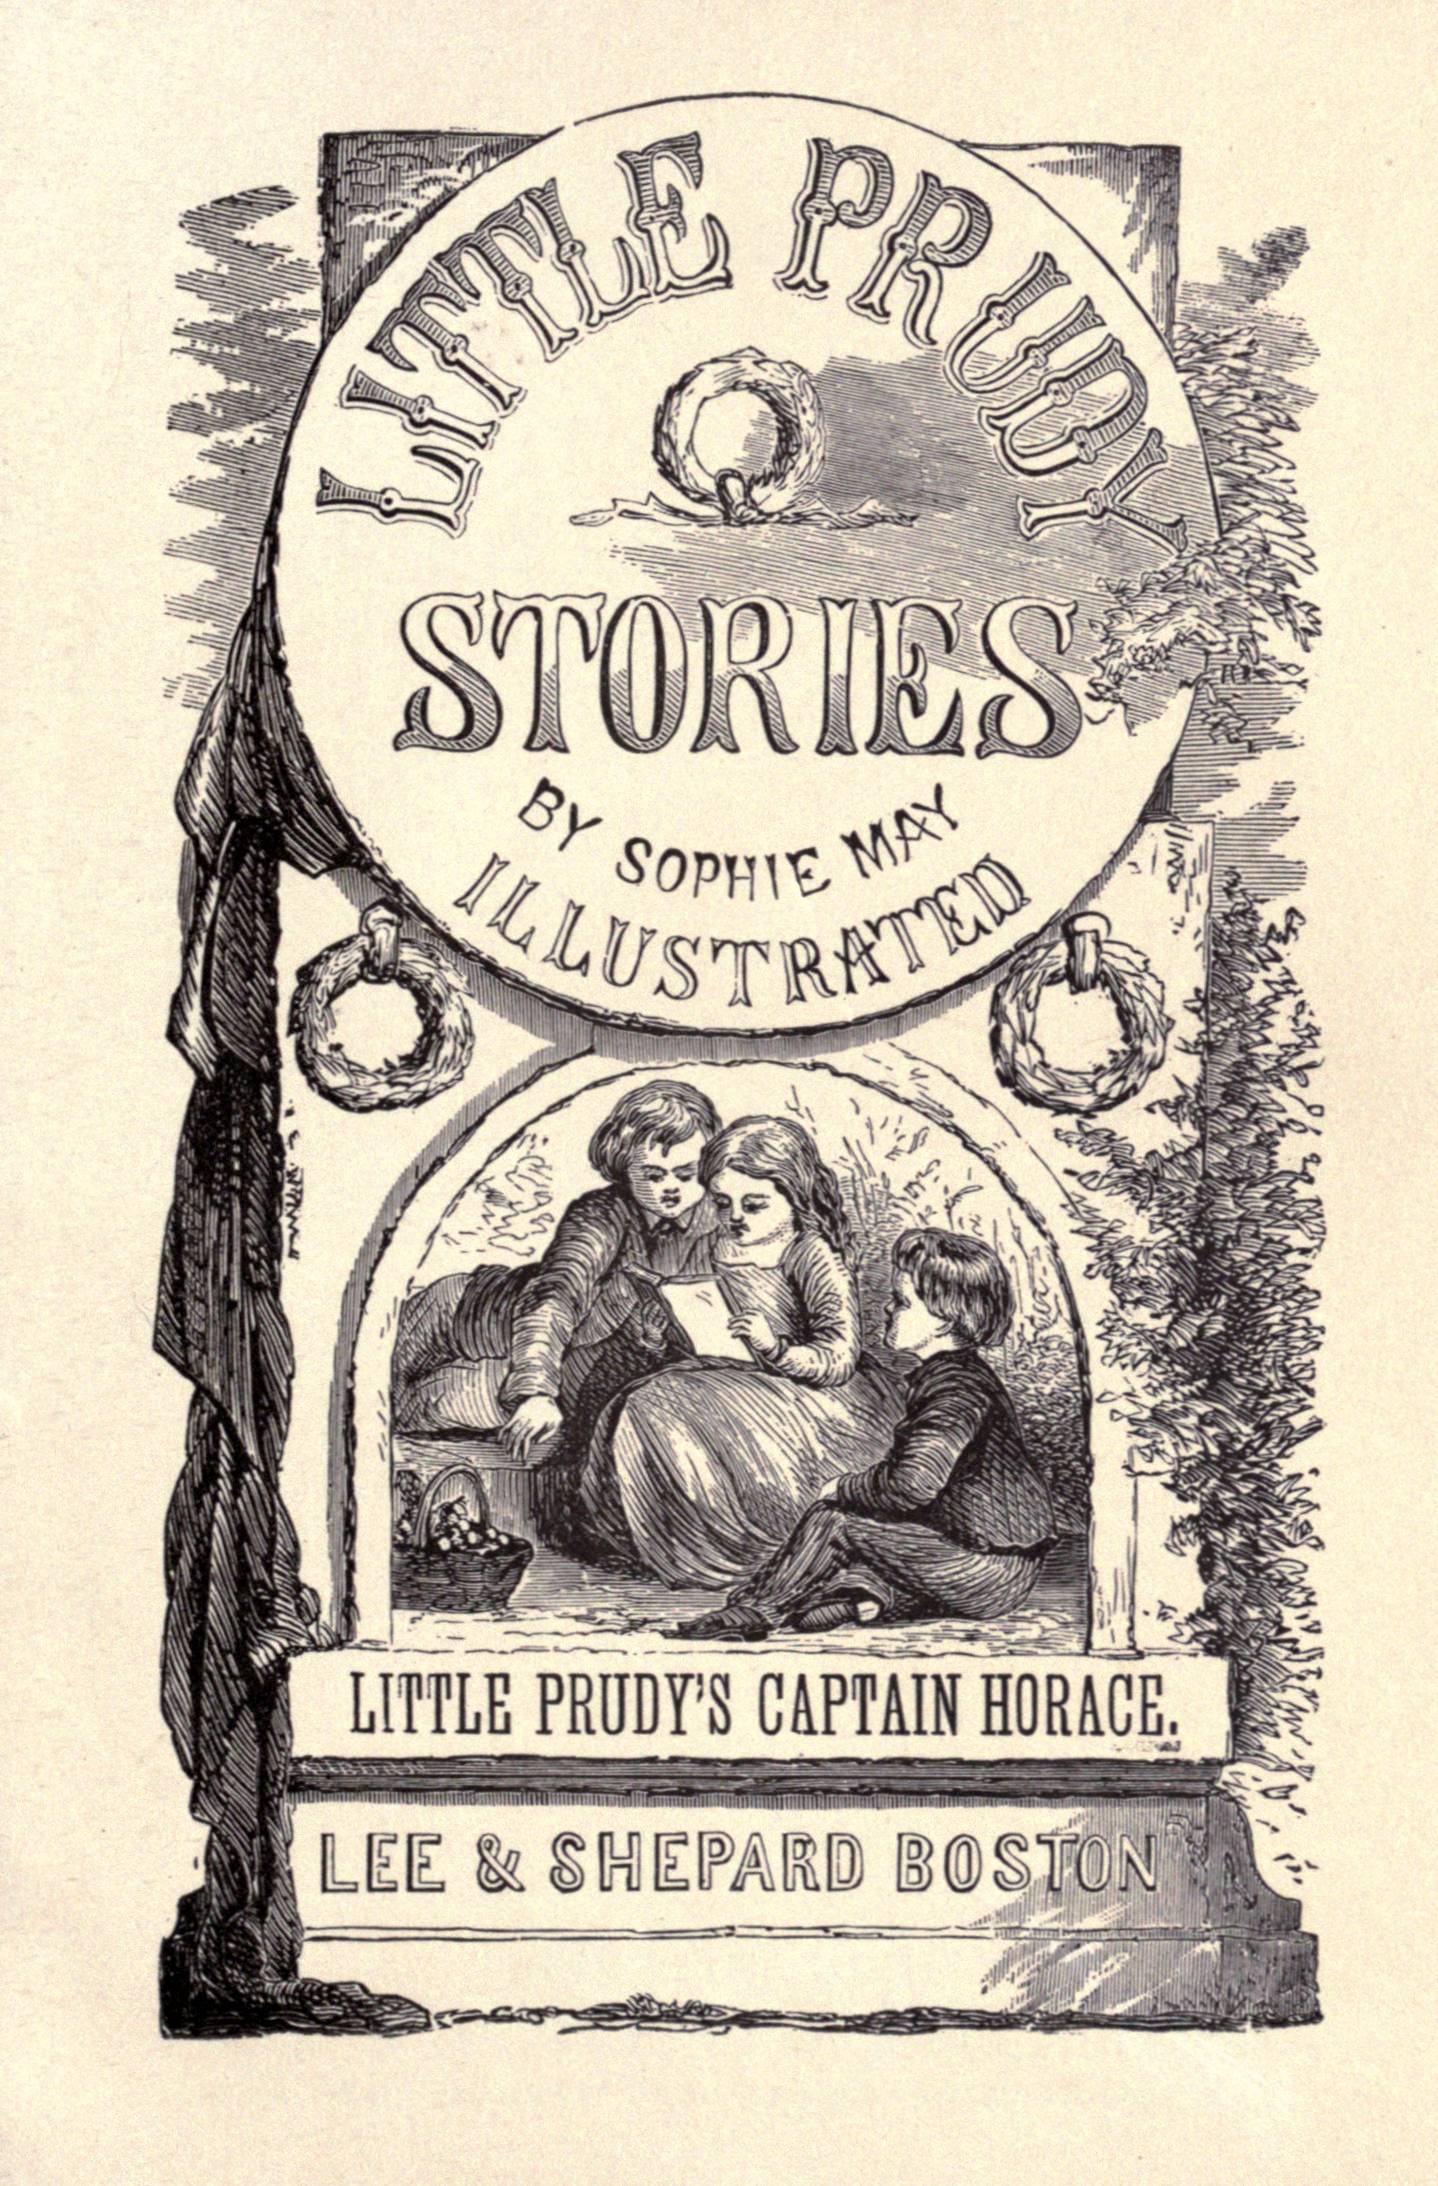 LITTLE PRUDY
STORIES
BY SOPHIE MAY
ILLUSTRATED
LITTLE PRUDY'S CAPTAIN HORACE.
LEE & SHEPARD BOSTON